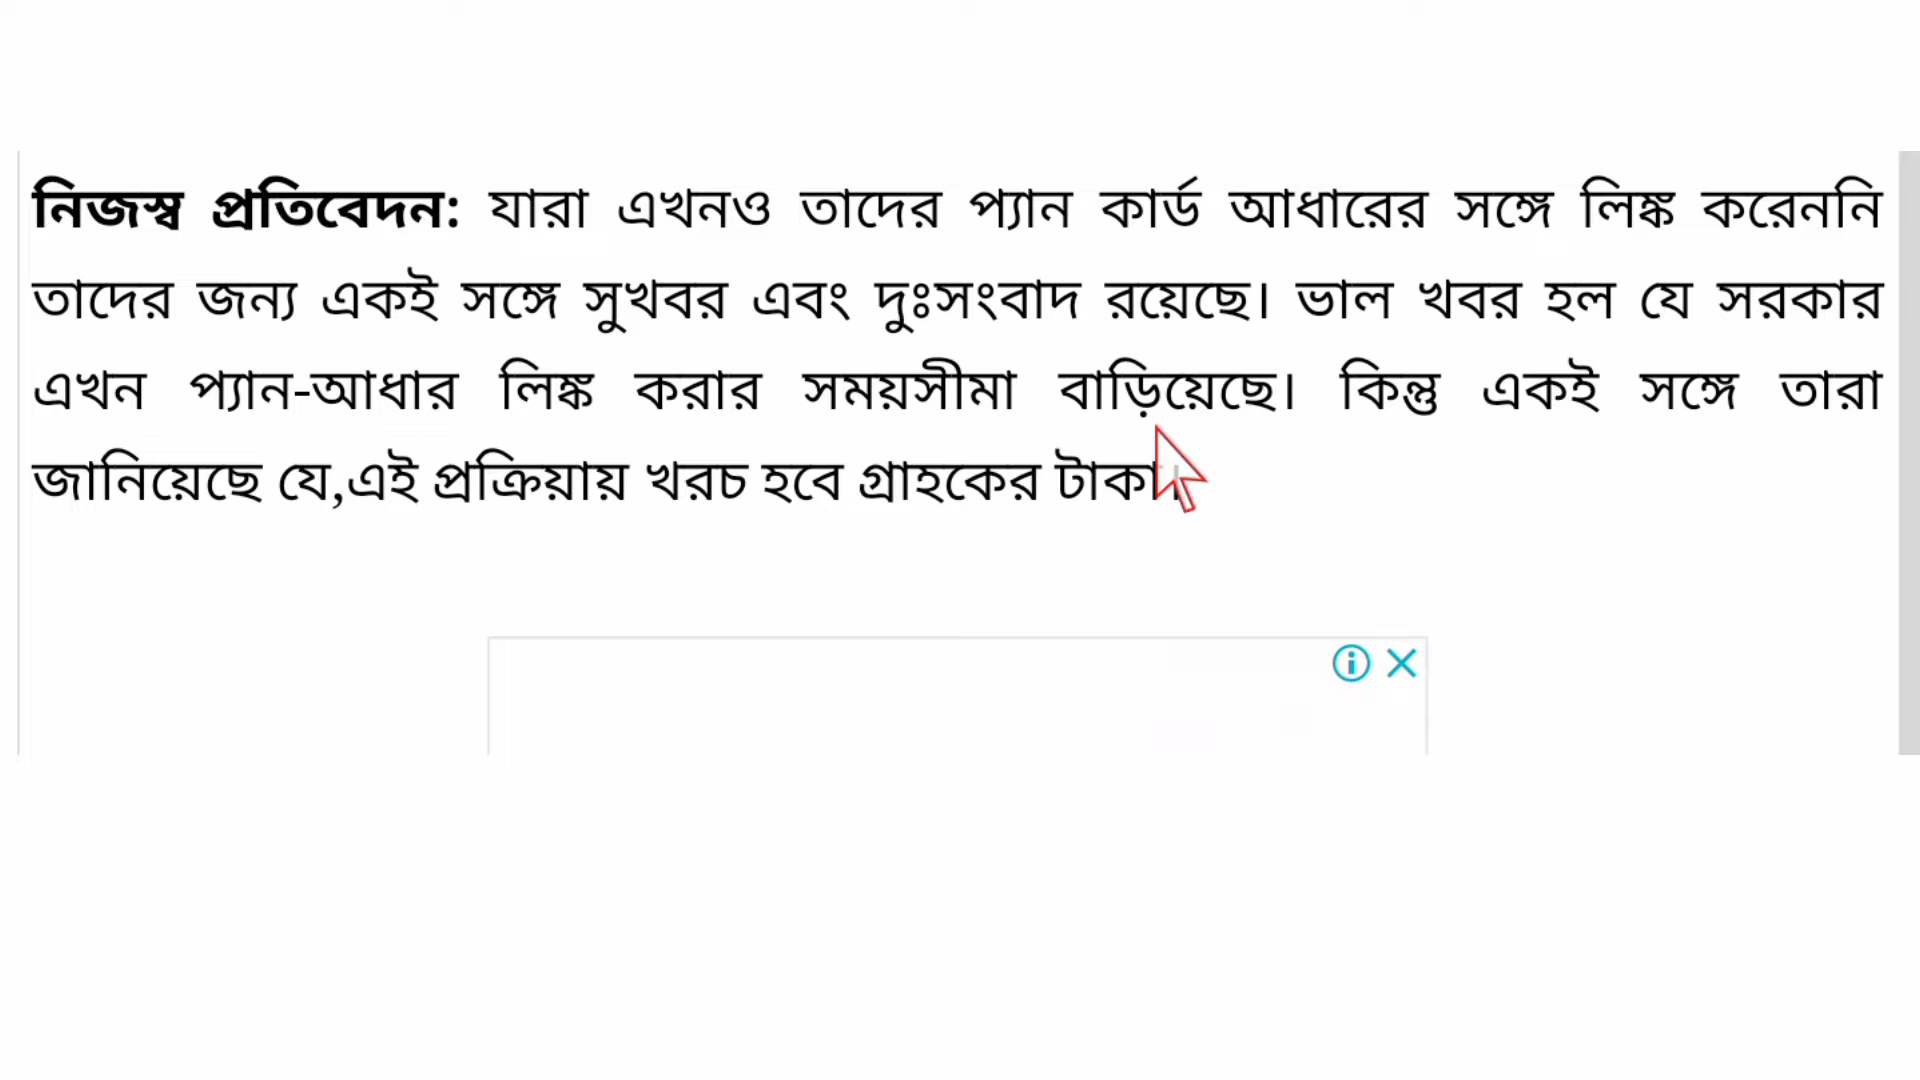 নিজস্ব প্রতিবেদন: যারা এখনও তাদের প্যান কার্ড আধারের সঙ্গে লিঙ্ক করেননি
তাদের জন্য একই সঙ্গে সুখবর এবং দুঃসংবাদ রয়েছে। ভাল খবর হল যে সরকার
এখন প্যান-আধার লিঙ্ক করার সময়সীমা বাড়িয়েছে। কিন্তু একই সঙ্গে তারা
জানিয়েছে যে,এই প্রক্রিয়ায় খরচ হবে গ্রাহকের টাকা।